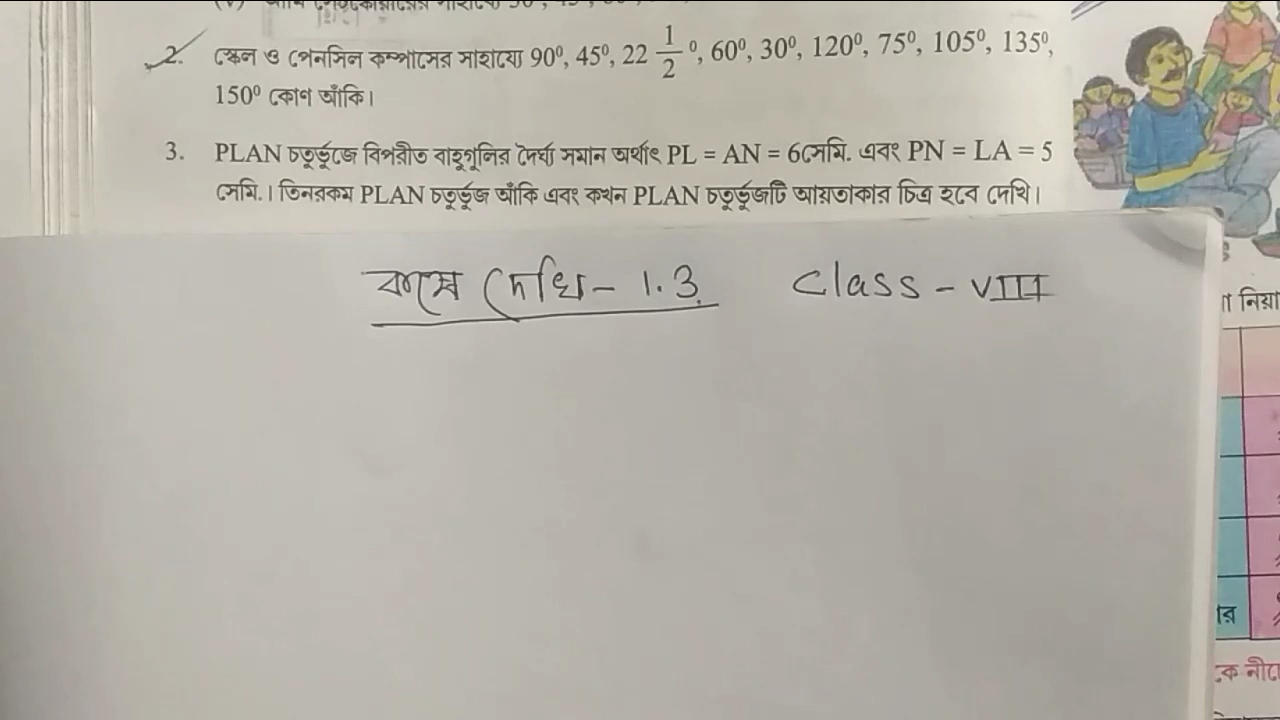 2. স্কেল ও পেনসিল কম্পাসের সাহায্যে 90⁰, 45⁰, 22 1/2 ⁰, 60⁰, 30⁰, 120⁰, 75⁰, 105⁰, 135⁰,
150⁰ কোণ আঁকি।
3. PLAN চতুর্ভুজে বিপরীত বাহুগুলির দৈর্ঘ্য সমান অর্থাৎ PL = AN = 6সেমি. এবং PN = LA = 5
সেমি.। তিনরকম PLAN চতুর্ভুজ আঁকি এবং কখন PLAN চতুর্ভুজটি আয়তাকার চিত্র হবে দেখি।
কষে দেখি - 1.3 Class - VIII